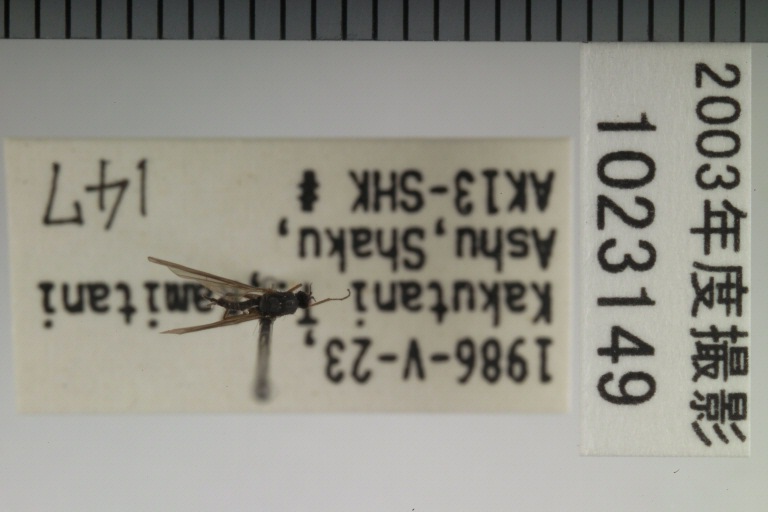 AK13-SHK #
147
Ashu, Shaku,
Kakutani
1986-V-23,
2003年度撮影
1023149